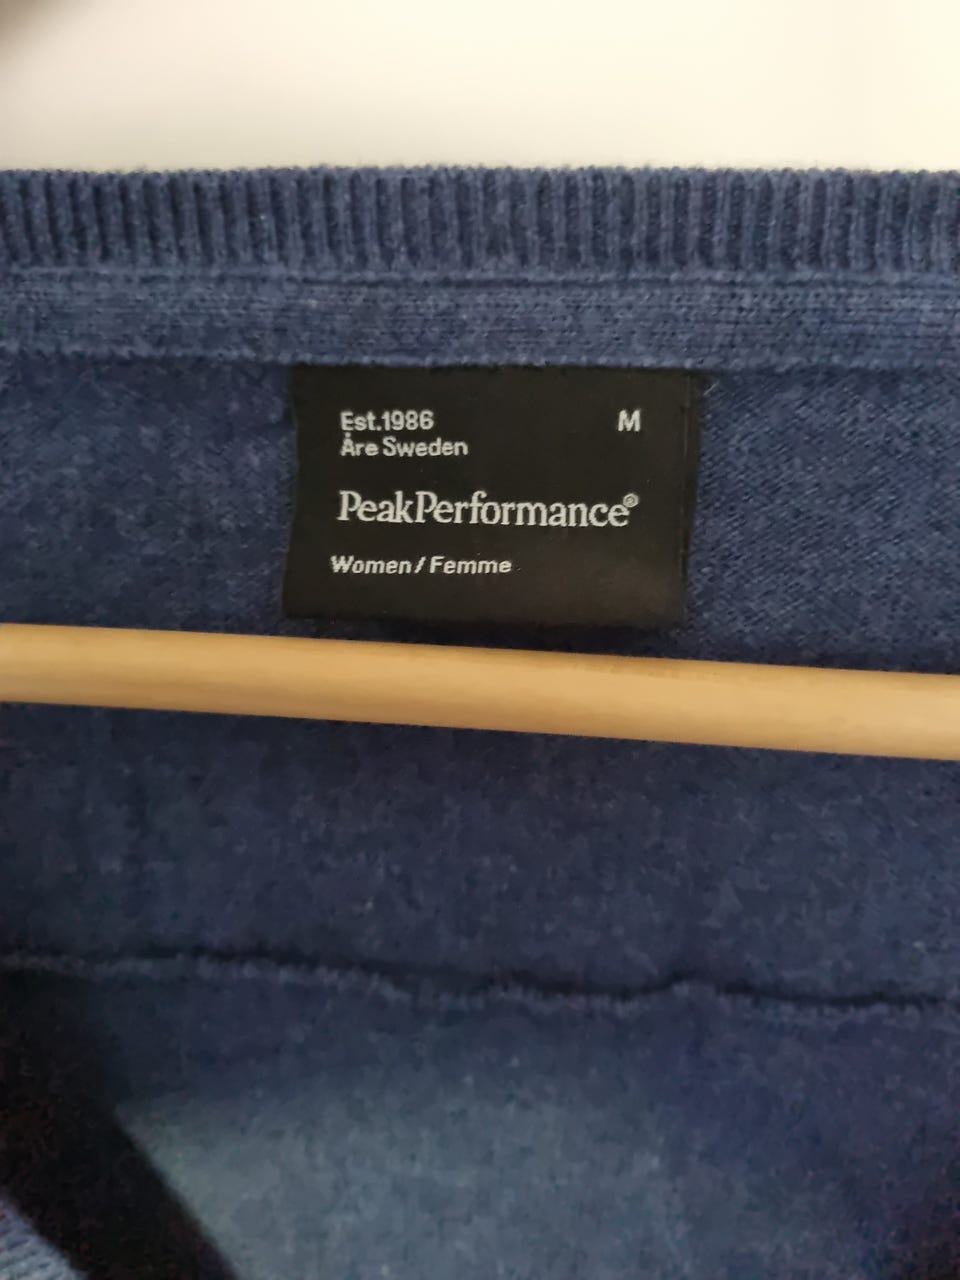 Est.1986 M
Åre Sweden
PeakPerformance®
Women / Femme